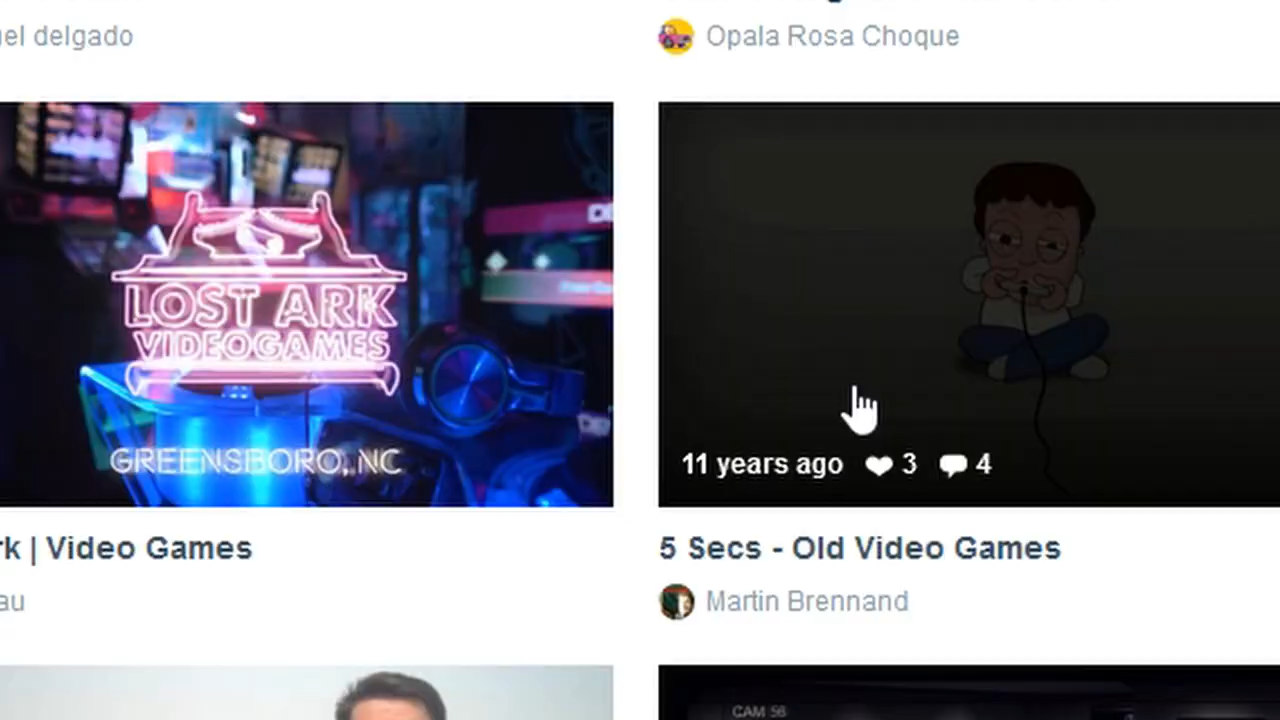 el delgado
Opala Rosa Choque
LOST ARK
VIDEOGAMES
GREENSBORO, NC
11 years ago 3 4
rk | Video Games
5 Secs - Old Video Games
au
Martin Brennand
CAM 56